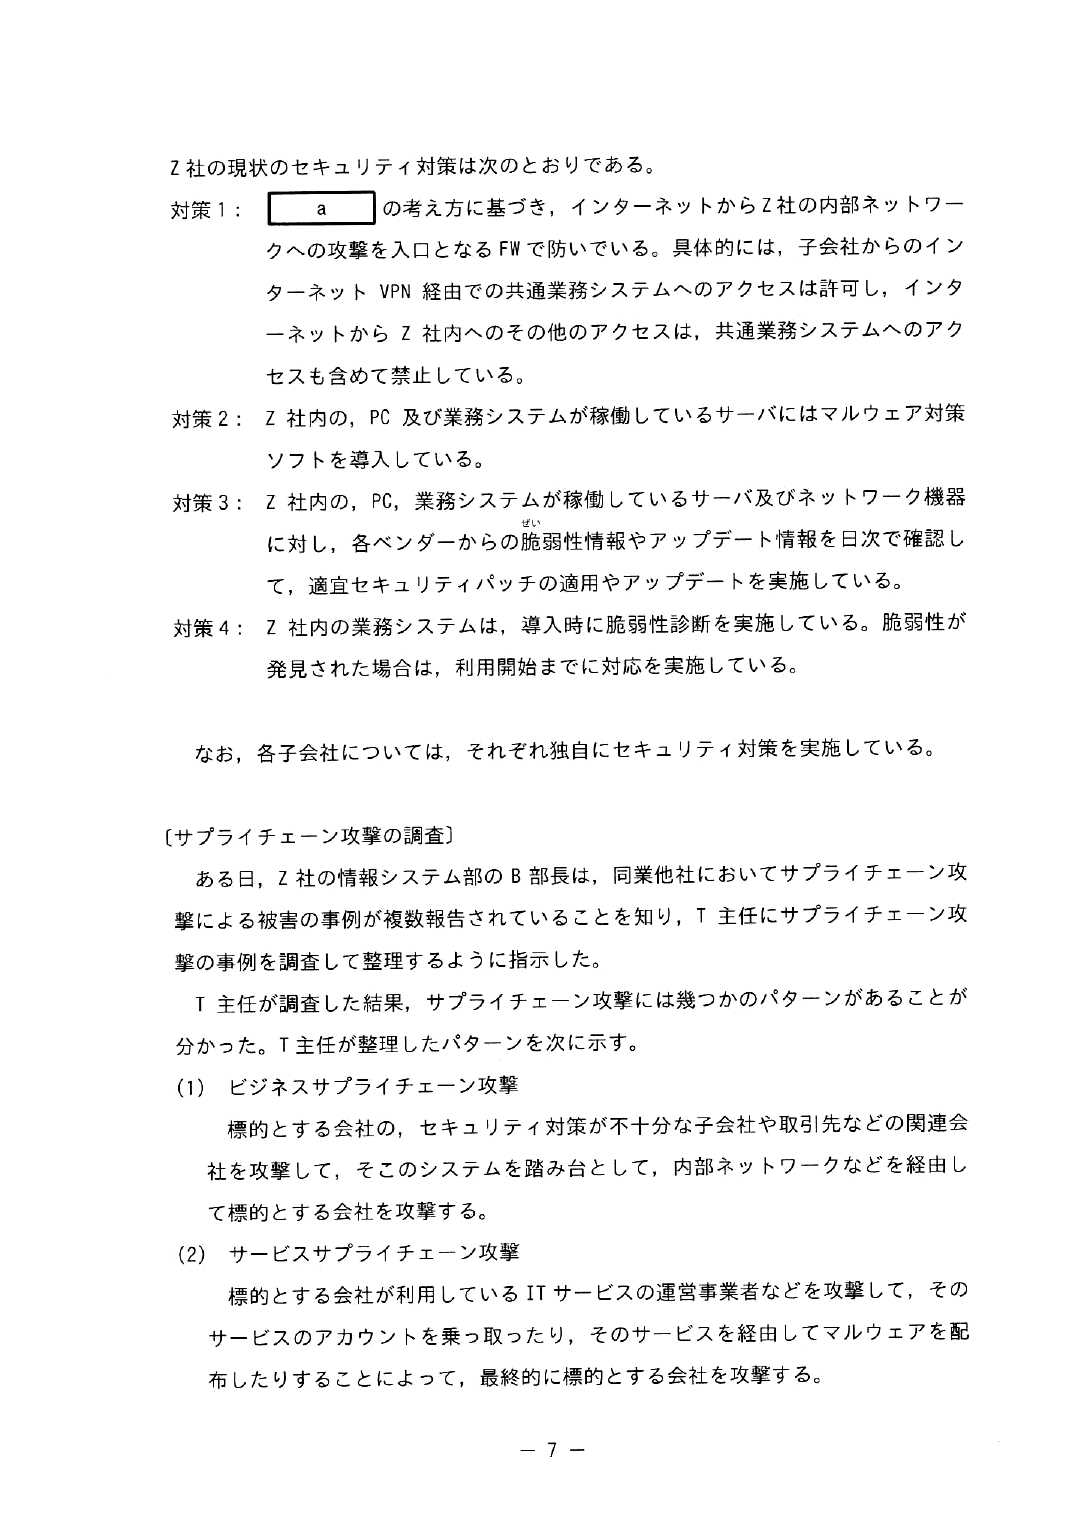 Z 社の現状のセキュリティ対策は次のとおりである。
対策1： a の考え方に基づき，インターネットからZ社の内部ネットワー
クへの攻撃を入口となる FW で防いでいる。具体的には，子会社からのイン
ターネット VPN 経由での共通業務システムへのアクセスは許可し，インタ
ーネットから Z 社内へのその他のアクセスは，共通業務システムへのアク
セスも含めて禁止している。
対策2： Z 社内の，PC 及び業務システムが稼働しているサーバにはマルウェア対策
ソフトを導入している。
対策3： Z 社内の，PC，業務システムが稼働しているサーバ及びネットワーク機器
ぜい
に対し，各ベンダーからの脆弱性情報やアップデート情報を日次で確認し
て，適宜セキュリティパッチの適用やアップデートを実施している。
対策4： Z 社内の業務システムは，導入時に脆弱性診断を実施している。脆弱性が
発見された場合は，利用開始までに対応を実施している。
なお，各子会社については，それぞれ独自にセキュリティ対策を実施している。
〔サプライチェーン攻撃の調査〕
ある日，Z 社の情報システム部の B 部長は，同業他社においてサプライチェーン攻
撃による被害の事例が複数報告されていることを知り，T 主任にサプライチェーン攻
撃の事例を調査して整理するように指示した。
T 主任が調査した結果，サプライチェーン攻撃には幾つかのパターンがあることが
分かった。T 主任が整理したパターンを次に示す。
(1) ビジネスサプライチェーン攻撃
標的とする会社の，セキュリティ対策が不十分な子会社や取引先などの関連会
社を攻撃して，そこのシステムを踏み台として，内部ネットワークなどを経由し
て標的とする会社を攻撃する。
(2) サービスサプライチェーン攻撃
標的とする会社が利用している IT サービスの運営事業者などを攻撃して，その
サービスのアカウントを乗っ取ったり，そのサービスを経由してマルウェアを配
布したりすることによって，最終的に標的とする会社を攻撃する。
－ 7 －